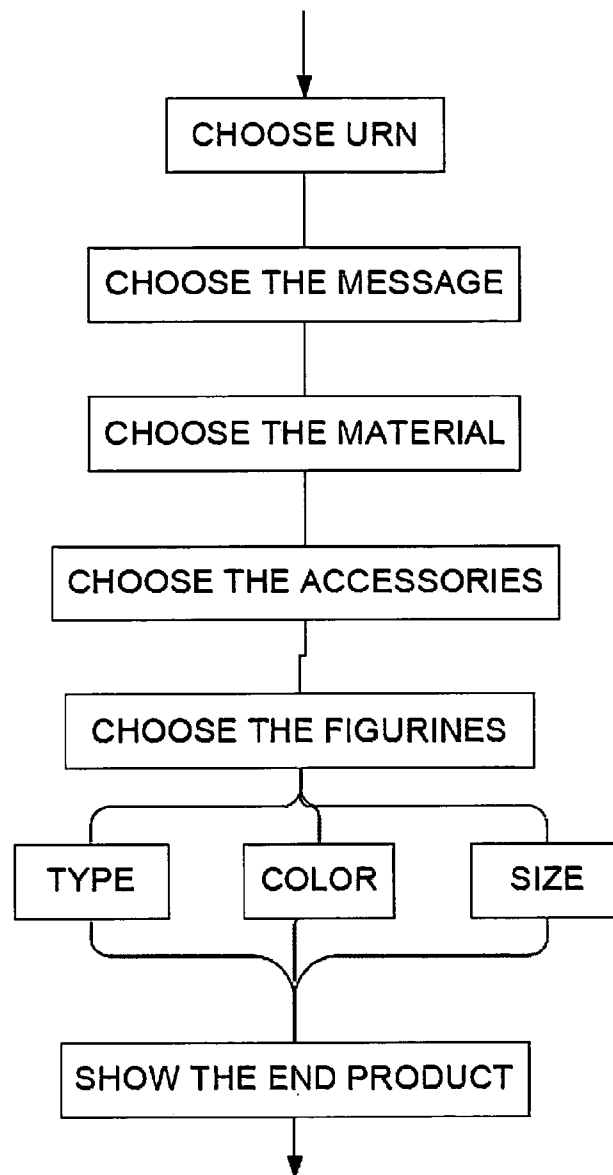 CHOOSE URN
CHOOSE THE MESSAGE
CHOOSE THE MATERIAL
CHOOSE THE ACCESSORIES
CHOOSE THE FIGURINES
TYPE
COLOR
SIZE
SHOW THE END PRODUCT